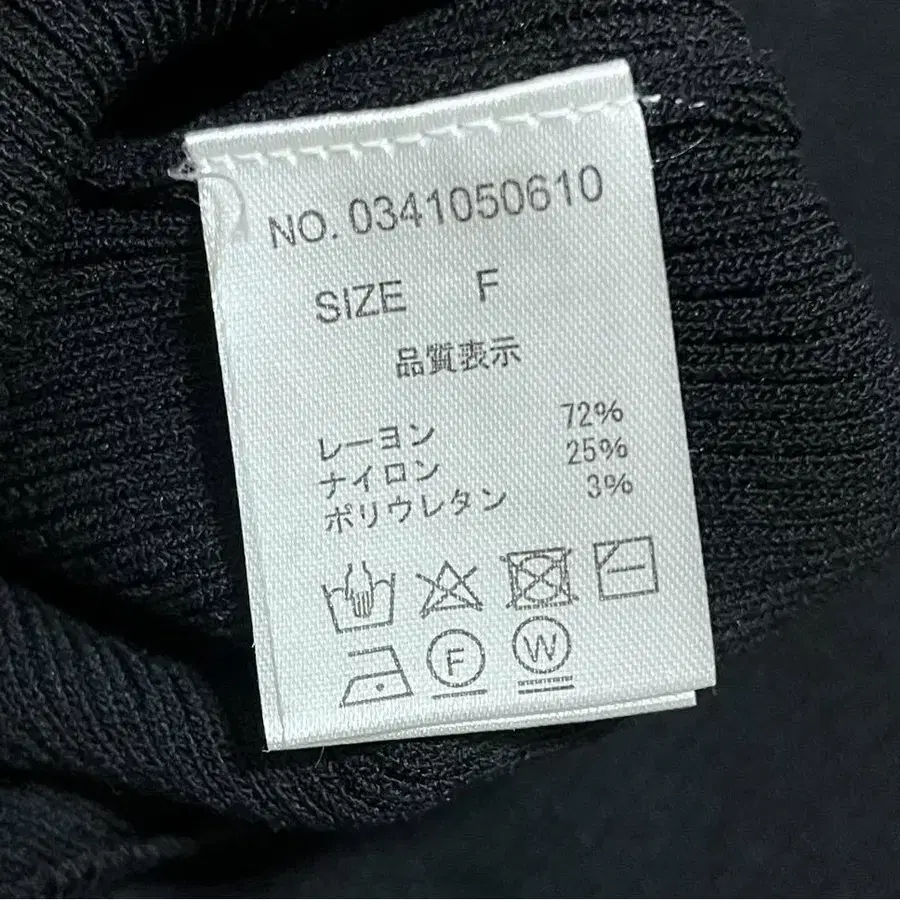 NO. 0341050610
SIZE F
品質表示
レーヨン 72%
ナイロン 25%
ポリウレタン 3%
F W